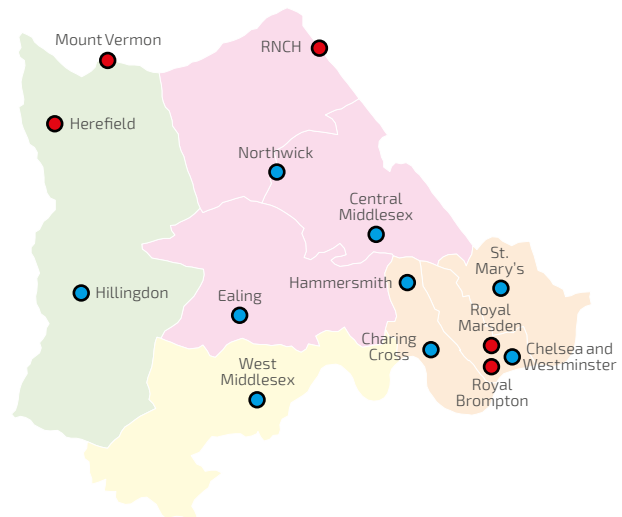 Mount Vermon
RNCH
Herefield
Northwick
Central
Middlesex
St.
Mary's
Hammersmith
Hillingdon
Ealing
Royal
Marsden
Charing
Cross
Chelsea and
Westminster
West
Middlesex
Royal
Brompton